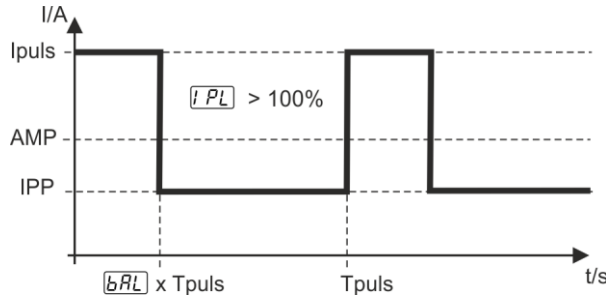 I/A
Ipuls
IPL > 100%
AMP
IPP
bAL x Tpuls
Tpuls
t/s